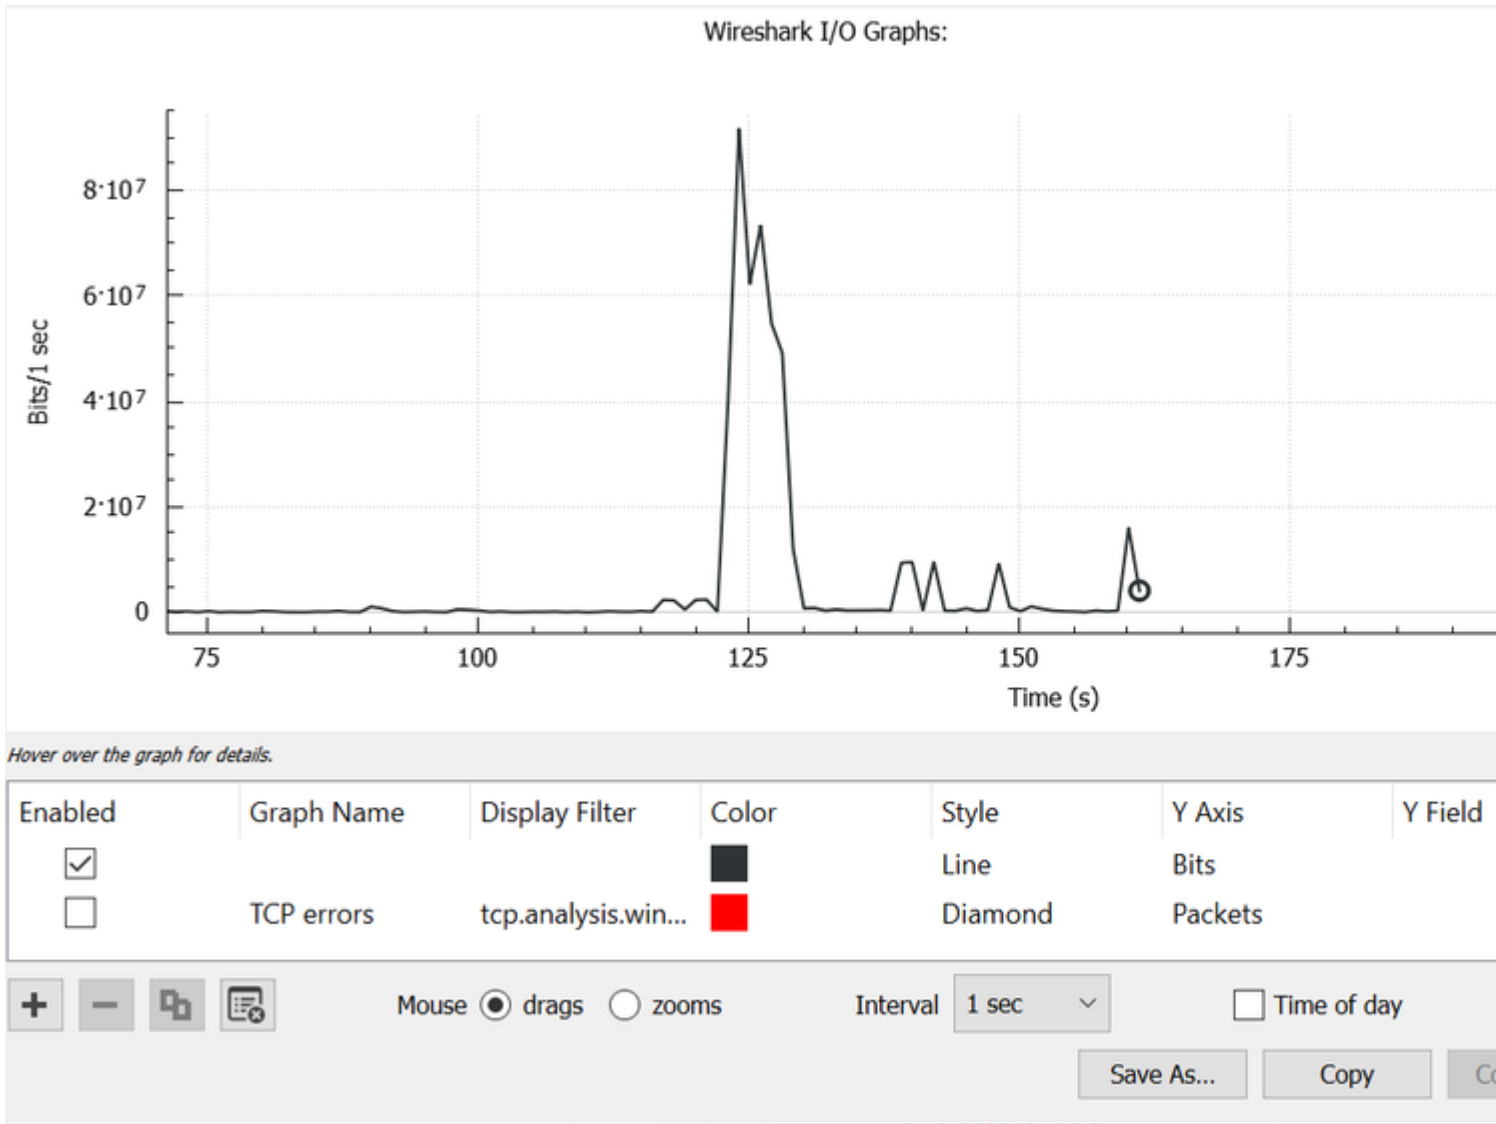 Wireshark I/O Graphs:
8·10⁷
6·10⁷
4·10⁷
2·10⁷
0
Bits/1 sec
75 100 125 150 175
Time (s)
Hover over the graph for details.
Enabled Graph Name Display Filter Color Style Y Axis Y Field
Line Bits
TCP errors tcp.analysis.win... Diamond Packets
Mouse drags zooms Interval 1 sec Time of day
Save As... Copy